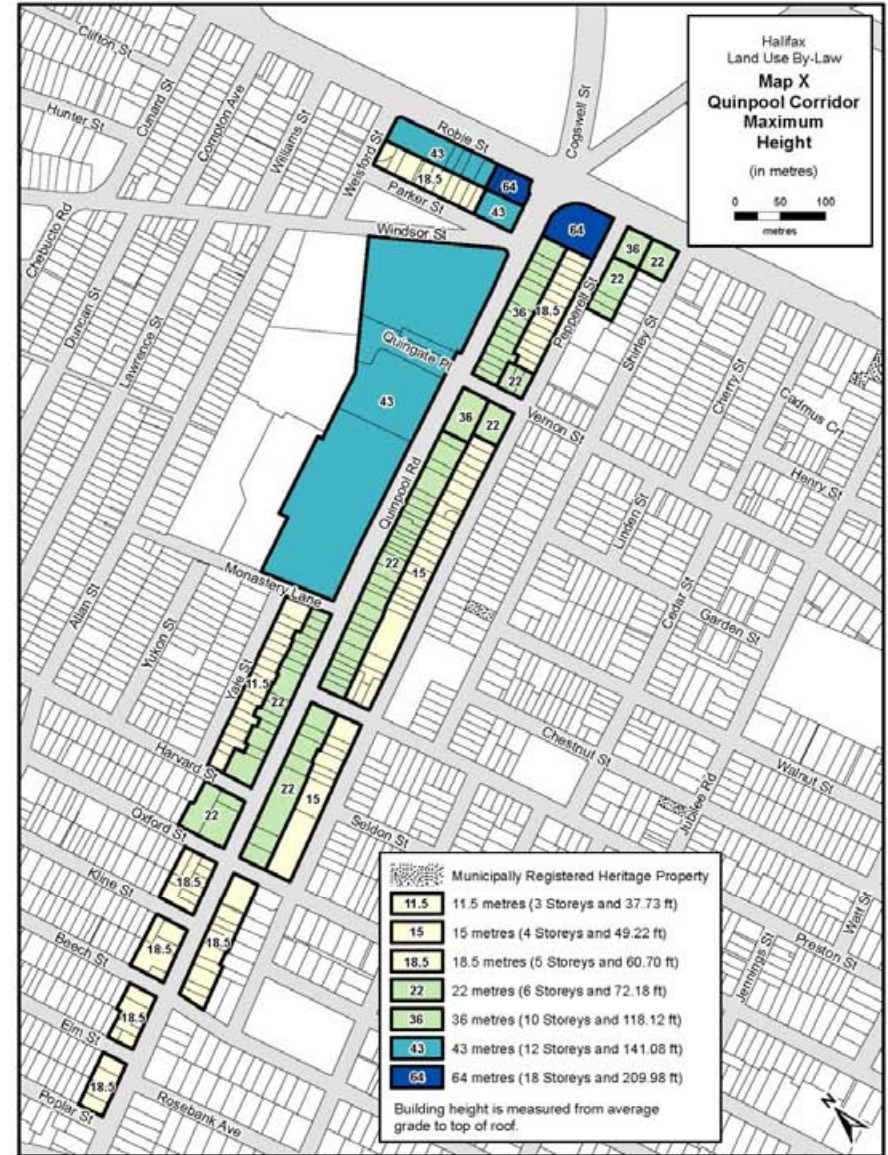 Halifax
Land Use By-Law
Map X
Quinpool Corridor
Maximum
Height
(in metres)
0 50 100
metres
Clifton St
Cunard St
Compton Ave
Hunter St
Williams St
Welsford St
Robie St
Cogswell St
43
18.5
64
Parker St
43
Windsor St
64
Chebucto Rd
36
22
22
Duncan St
Lawrence St
36
18.5
Pepperell St
Quingate Pl
Shirley St
22
Cherry St
Cadmus Crt
43
36
22
Vernon St
Henry St
Quinpool Rd
Linden St
22
15
Monastery Lane
Cedar St
Garden St
Allan St
Yukon St
Yale St
11.5
22
Chestnut St
Walnut St
Harvard St
22
15
Jubilee Rd
22
Oxford St
Seldon St
Kline St
18.5
Beech St
18.5
18.5
Preston St
Watt St
Jennings St
Elm St
18.5
18.5
Poplar St
Rosebank Ave
Municipally Registered Heritage Property
11.5 11.5 metres (3 Storeys and 37.73 ft)
15 15 metres (4 Storeys and 49.22 ft)
18.5 18.5 metres (5 Storeys and 60.70 ft)
22 22 metres (6 Storeys and 72.18 ft)
36 36 metres (10 Storeys and 118.12 ft)
43 43 metres (12 Storeys and 141.08 ft)
64 64 metres (18 Storeys and 209.98 ft)
Building height is measured from average
grade to top of roof.
N